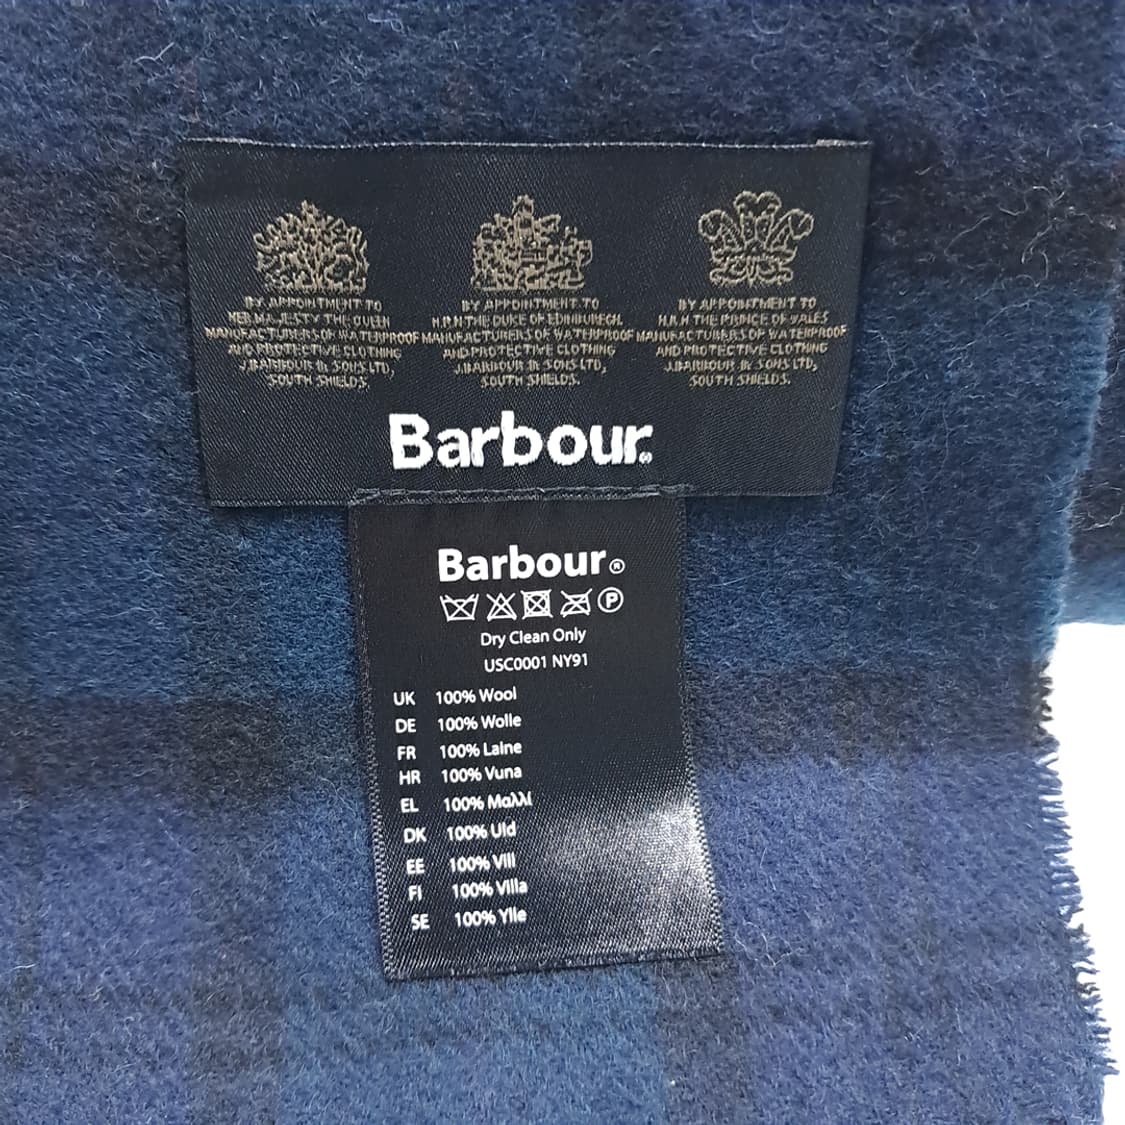 BY APPOINTMENT TO
HER MAJESTY THE QUEEN
MANUFACTURERS OF WATERPROOF
AND PROTECTIVE CLOTHING
J.BARBOUR & SONS LTD,
SOUTH SHIELDS.
BY APPOINTMENT TO
H.R.H THE DUKE OF EDINBURGH,
MANUFACTURERS OF WATERPROOF
AND PROTECTIVE CLOTHING
J.BARBOUR & SONS LTD,
SOUTH SHIELDS.
BY APPOINTMENT TO
H.R.H THE PRINCE OF WALES
MANUFACTURERS OF WATERPROOF
AND PROTECTIVE CLOTHING
J.BARBOUR & SONS LTD,
SOUTH SHIELDS.
Barbour®
Barbour®
P
Dry Clean Only
USC0001 NY91
UK 100% Wool
DE 100% Wolle
FR 100% Laine
HR 100% Vuna
EL 100% Μαλλί
DK 100% Uld
EE 100% Vill
FI 100% Villa
SE 100% Ylle